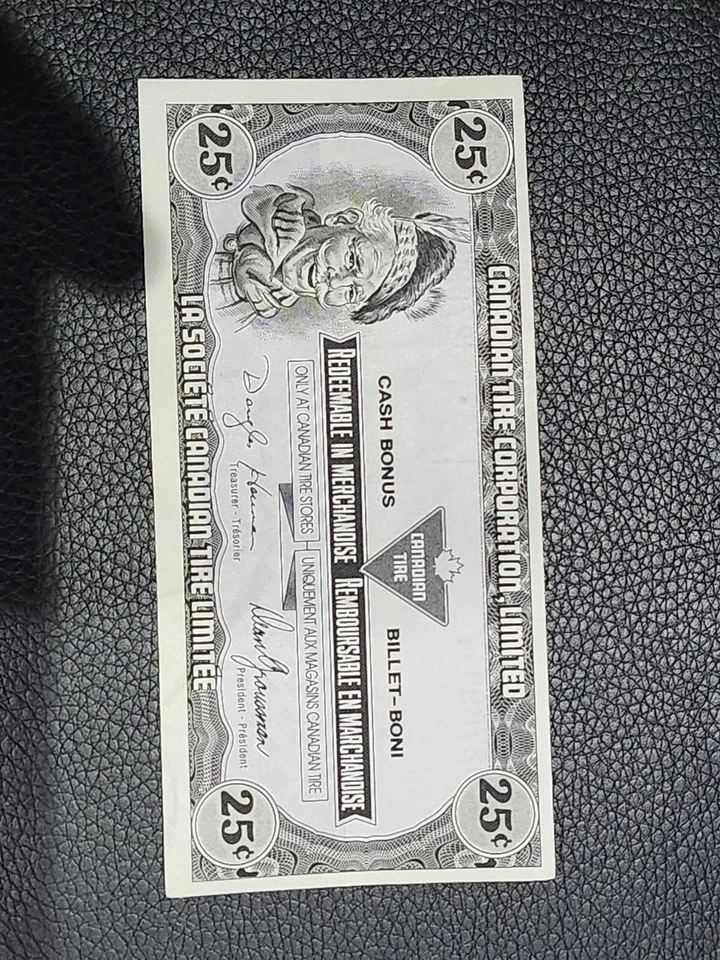 25¢
CANADIAN TIRE CORPORATION, LIMITED
25¢
CANADIAN
TIRE
CASH BONUS
BILLET-BONI
REDEEMABLE IN MERCHANDISE REMBOURSABLE EN MARCHANDISE
ONLY AT CANADIAN TIRE STORES
UNIQUEMENT AUX MAGASINS CANADIAN TIRE
Treasurer - Trésorier
President - Président
25¢
LA SOCIÉTÉ CANADIAN TIRE LIMITÉE
25¢